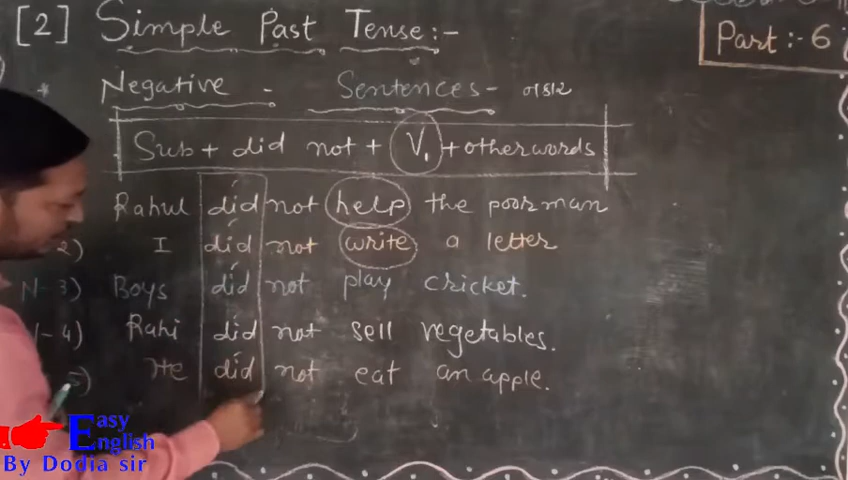 [2] Simple Past Tense:-
Part:- 6
* Negative - Sentences-
Sub + did not + V₁ + other words
Rahul did not help the poor man
2) I did not write a letter
N-3) Boys did not play cricket.
-4) Rahi did not sell vegetables.
5) He did not eat an apple.
Easy
English
By Dodia sir